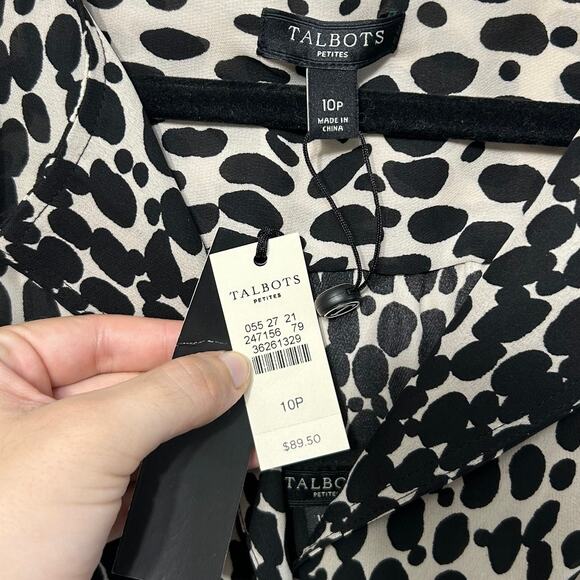 TALBOTS
PETITES
10P
MADE IN
CHINA
TALBOTS
PETITES
055 27 21
247156 79
36261329
10P
$89.50
TALBOTS
PETITES